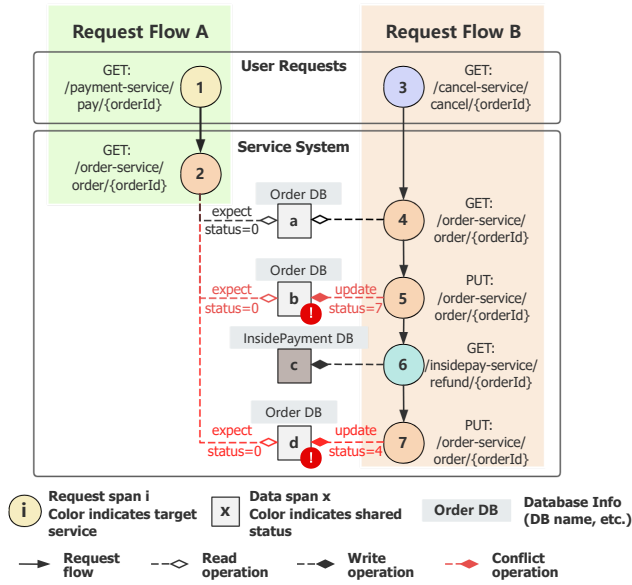 Request Flow A
Request Flow B
User Requests
GET:
/payment-service/
pay/{orderId}
1
3
GET:
/cancel-service/
cancel/{orderId}
Service System
GET:
/order-service/
order/{orderId}
2
Order DB
expect
status=0
a
4
GET:
/order-service/
order/{orderId}
Order DB
expect
status=0
b
!
update
status=7
5
PUT:
/order-service/
order/{orderId}
InsidePayment DB
c
6
GET:
/insidepay-service/
refund/{orderId}
Order DB
expect
status=0
d
!
update
status=4
7
PUT:
/order-service/
order/{orderId}
i
Request span i
Color indicates target
service
x
Data span x
Color indicates shared
status
Order DB
Database Info
(DB name, etc.)
Request
flow
Read
operation
Write
operation
Conflict
operation